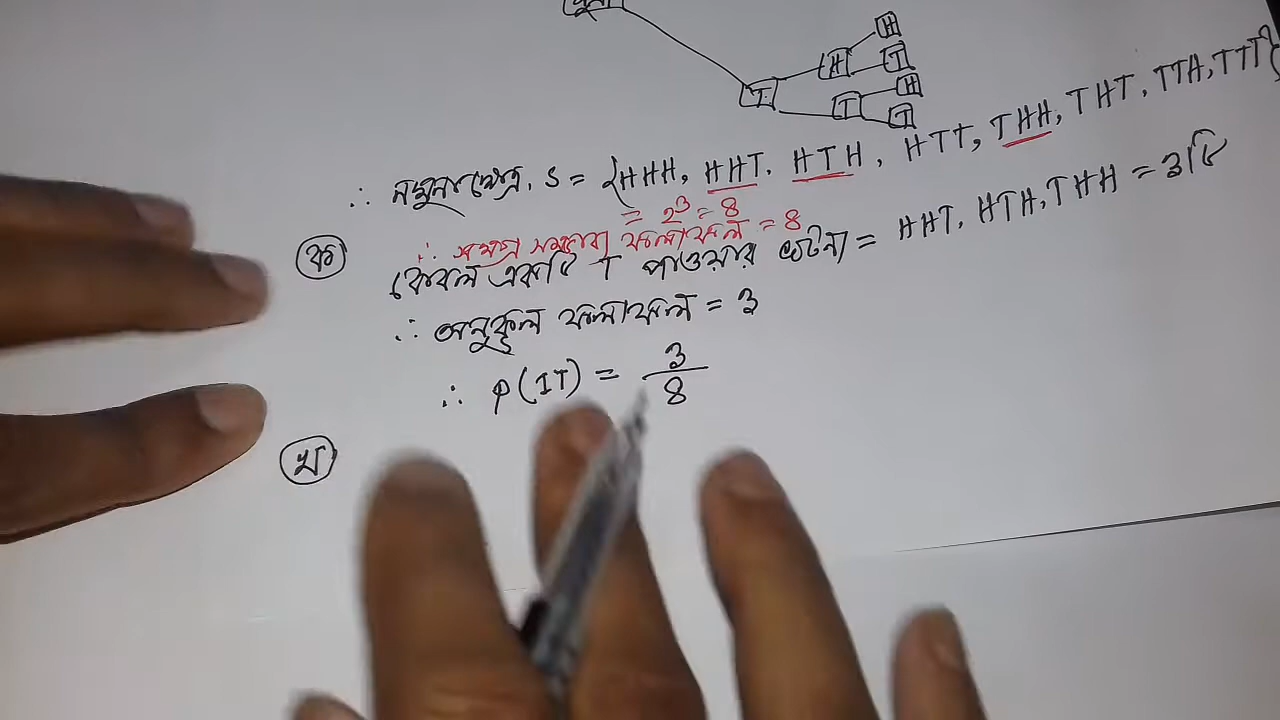 H
H T
T H
T T
∴ নমুনাক্ষেত্র, S = {HHH, HHT. HTH, HTT, THH, THT, TTH, TTT}
= 2³ = 8
∴ সমগ্র সম্ভাব্য ফলাফল = 8
ক কেবল একটি T পাওয়ার ঘটনা = HHT, HTH, THH = 3টি
∴ অনুকূল ফলাফল = 3
∴ P(1T) = 3/8
খ